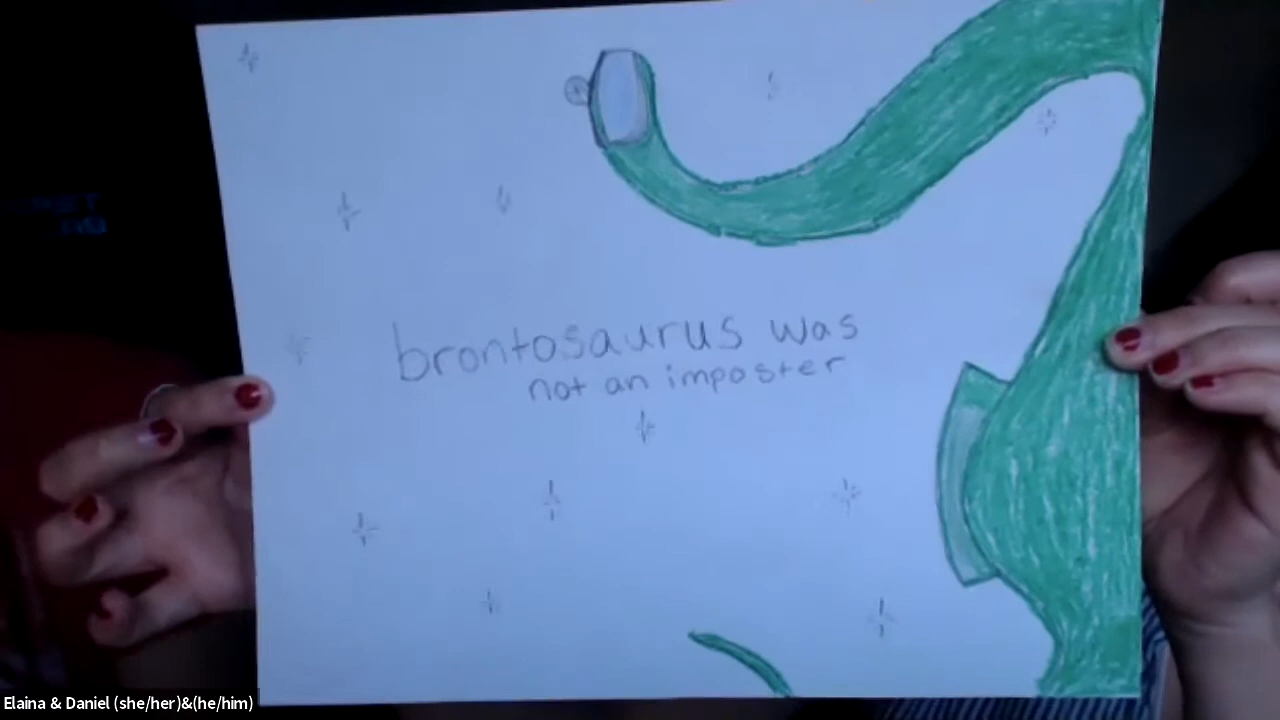 brontosaurus was
not an imposter
Elaina & Daniel (she/her)&(he/him)